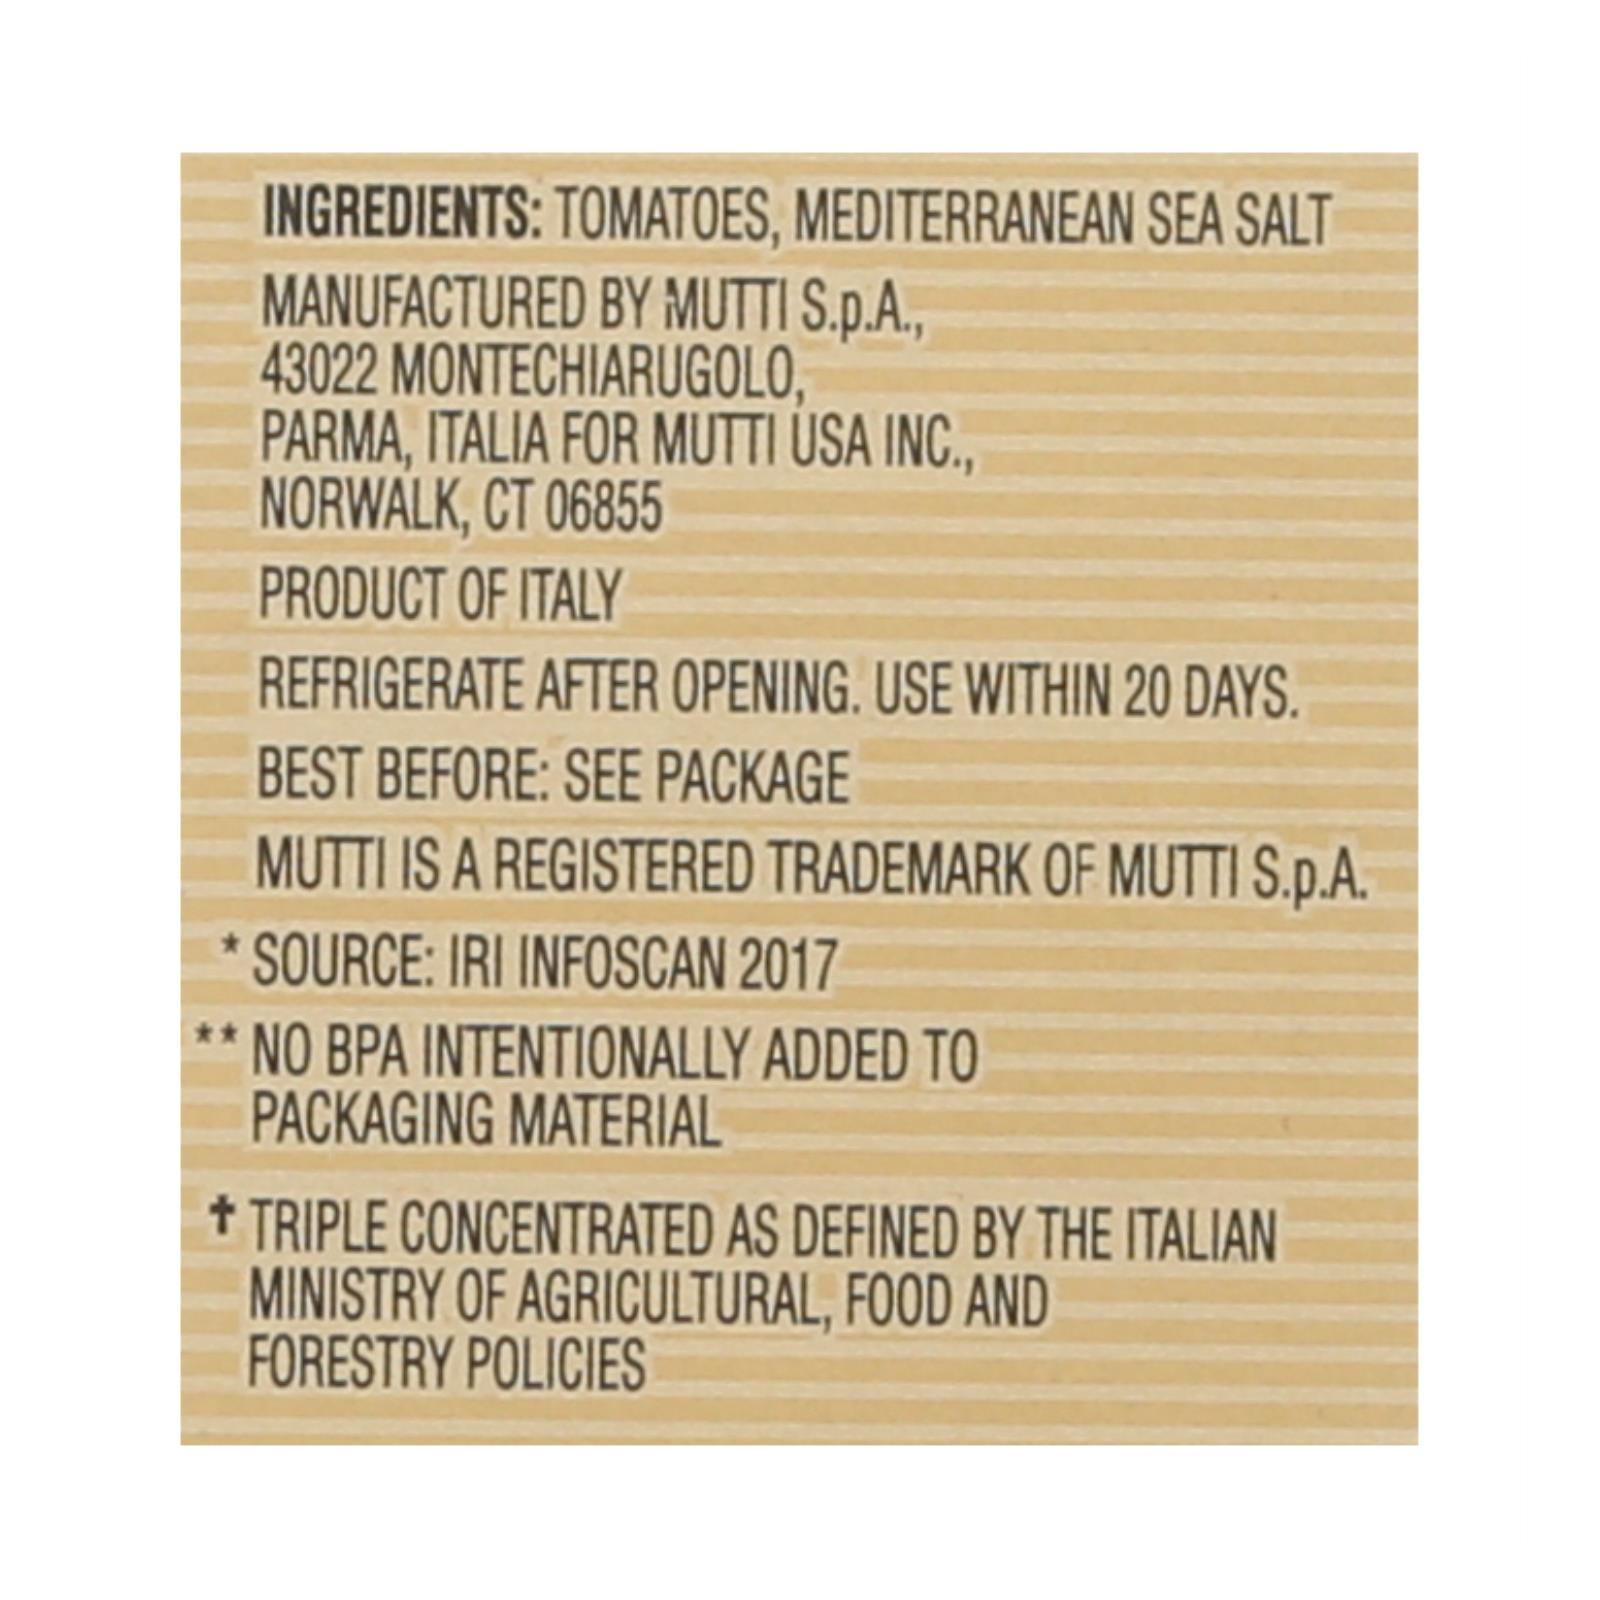 INGREDIENTS: TOMATOES, MEDITERRANEAN SEA SALT
MANUFACTURED BY MUTTI S.p.A.,
43022 MONTECHIARUGOLO,
PARMA, ITALIA FOR MUTTI USA INC.,
NORWALK, CT 06855
PRODUCT OF ITALY
REFRIGERATE AFTER OPENING. USE WITHIN 20 DAYS.
BEST BEFORE: SEE PACKAGE
MUTTI IS A REGISTERED TRADEMARK OF MUTTI S.p.A.
* SOURCE: IRI INFOSCAN 2017
** NO BPA INTENTIONALLY ADDED TO
PACKAGING MATERIAL
† TRIPLE CONCENTRATED AS DEFINED BY THE ITALIAN
MINISTRY OF AGRICULTURAL, FOOD AND
FORESTRY POLICIES